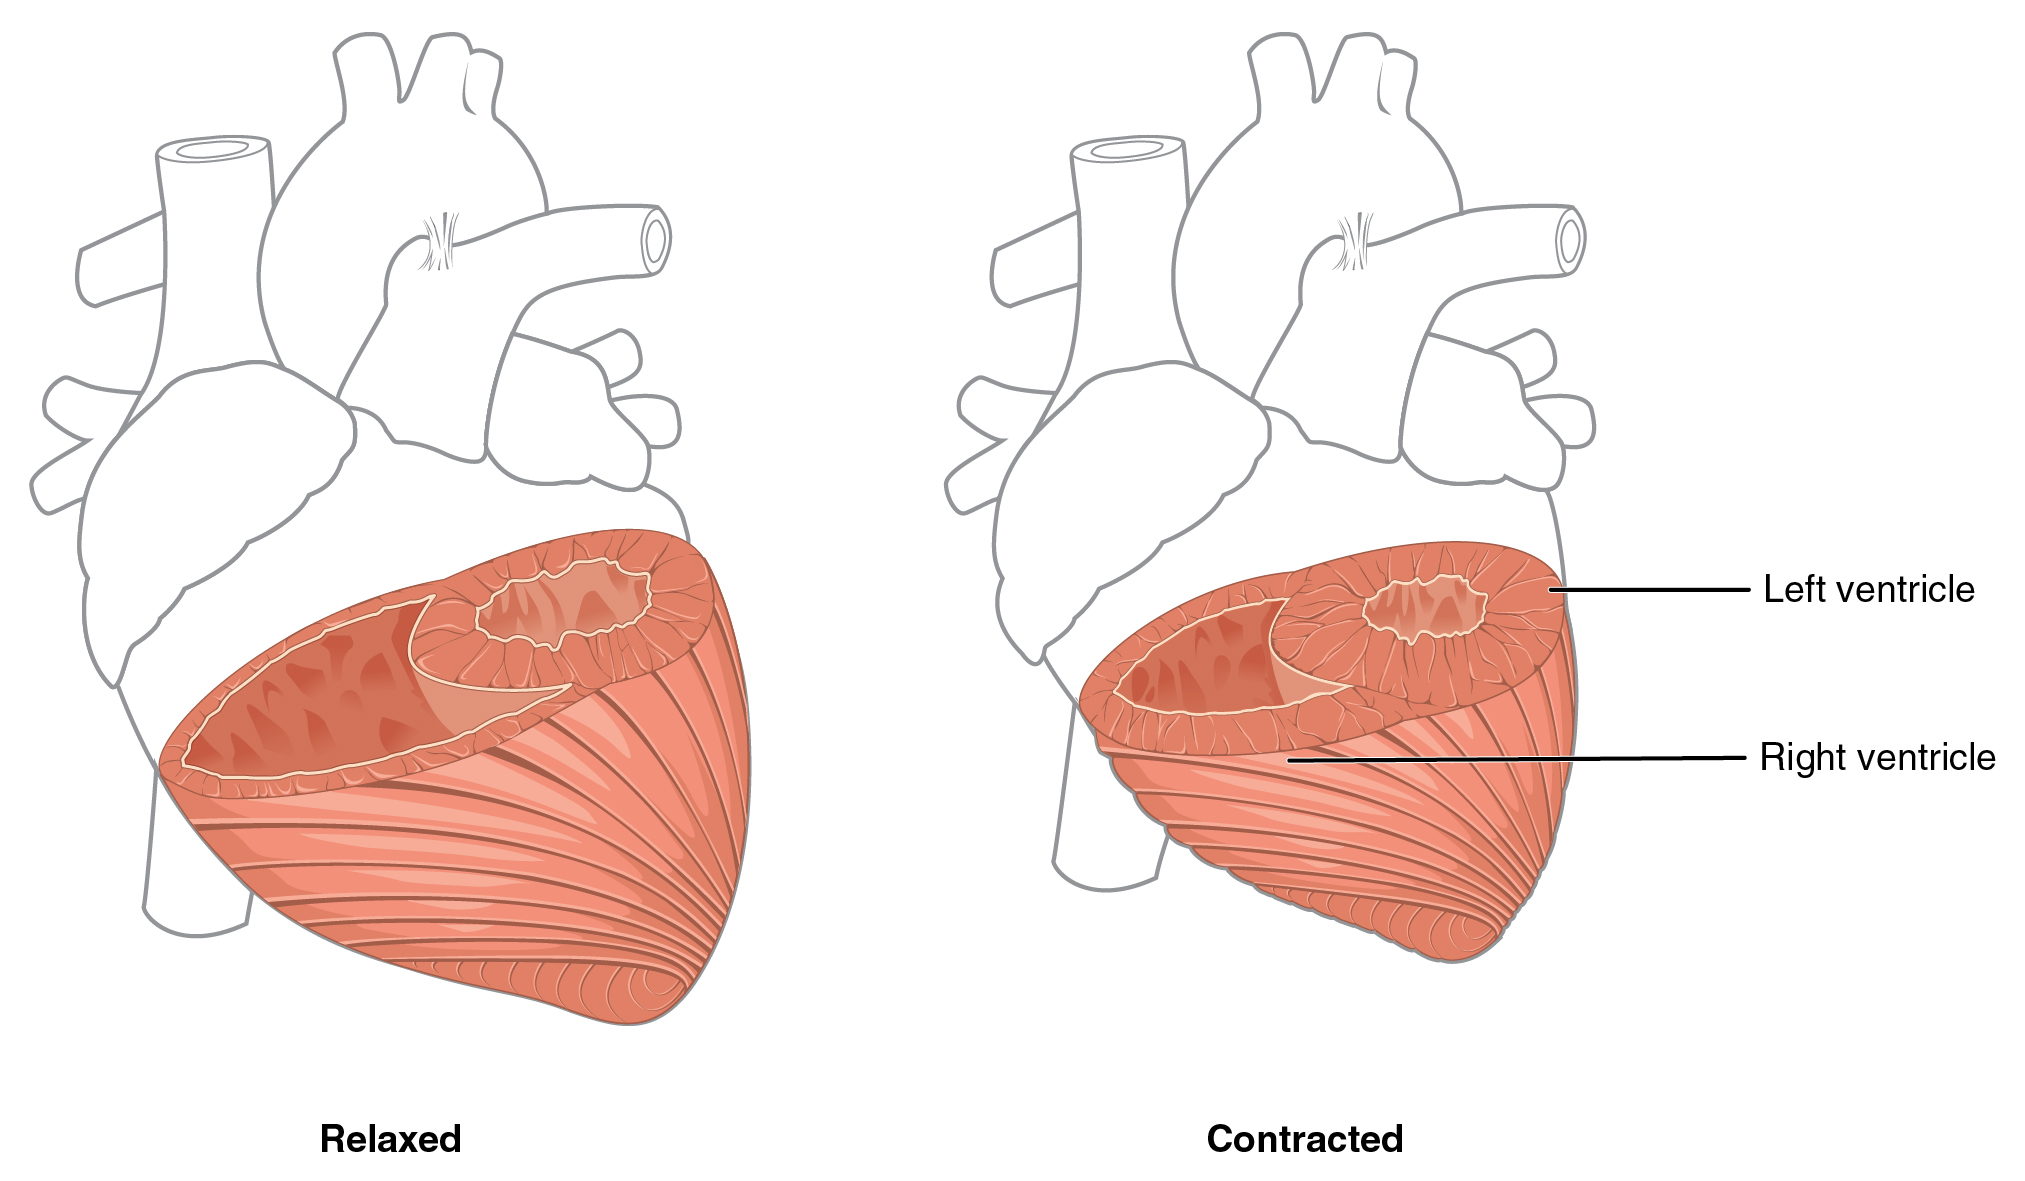 Left ventricle
Right ventricle
Relaxed
Contracted